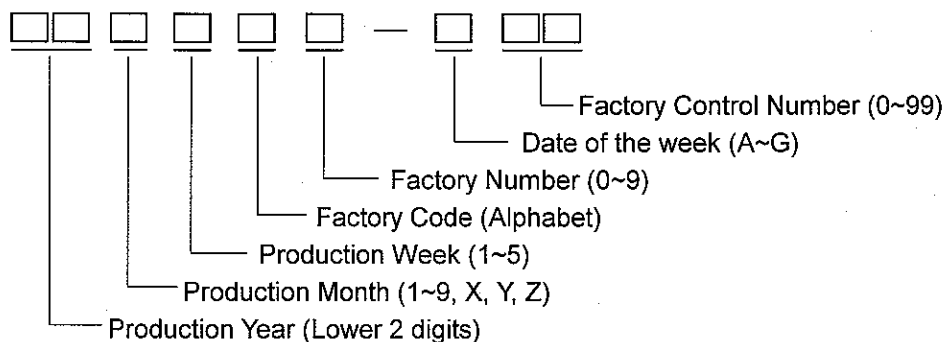 Factory Control Number (0~99)
Date of the week (A~G)
Factory Number (0~9)
Factory Code (Alphabet)
Production Week (1~5)
Production Month (1~9, X, Y, Z)
Production Year (Lower 2 digits)